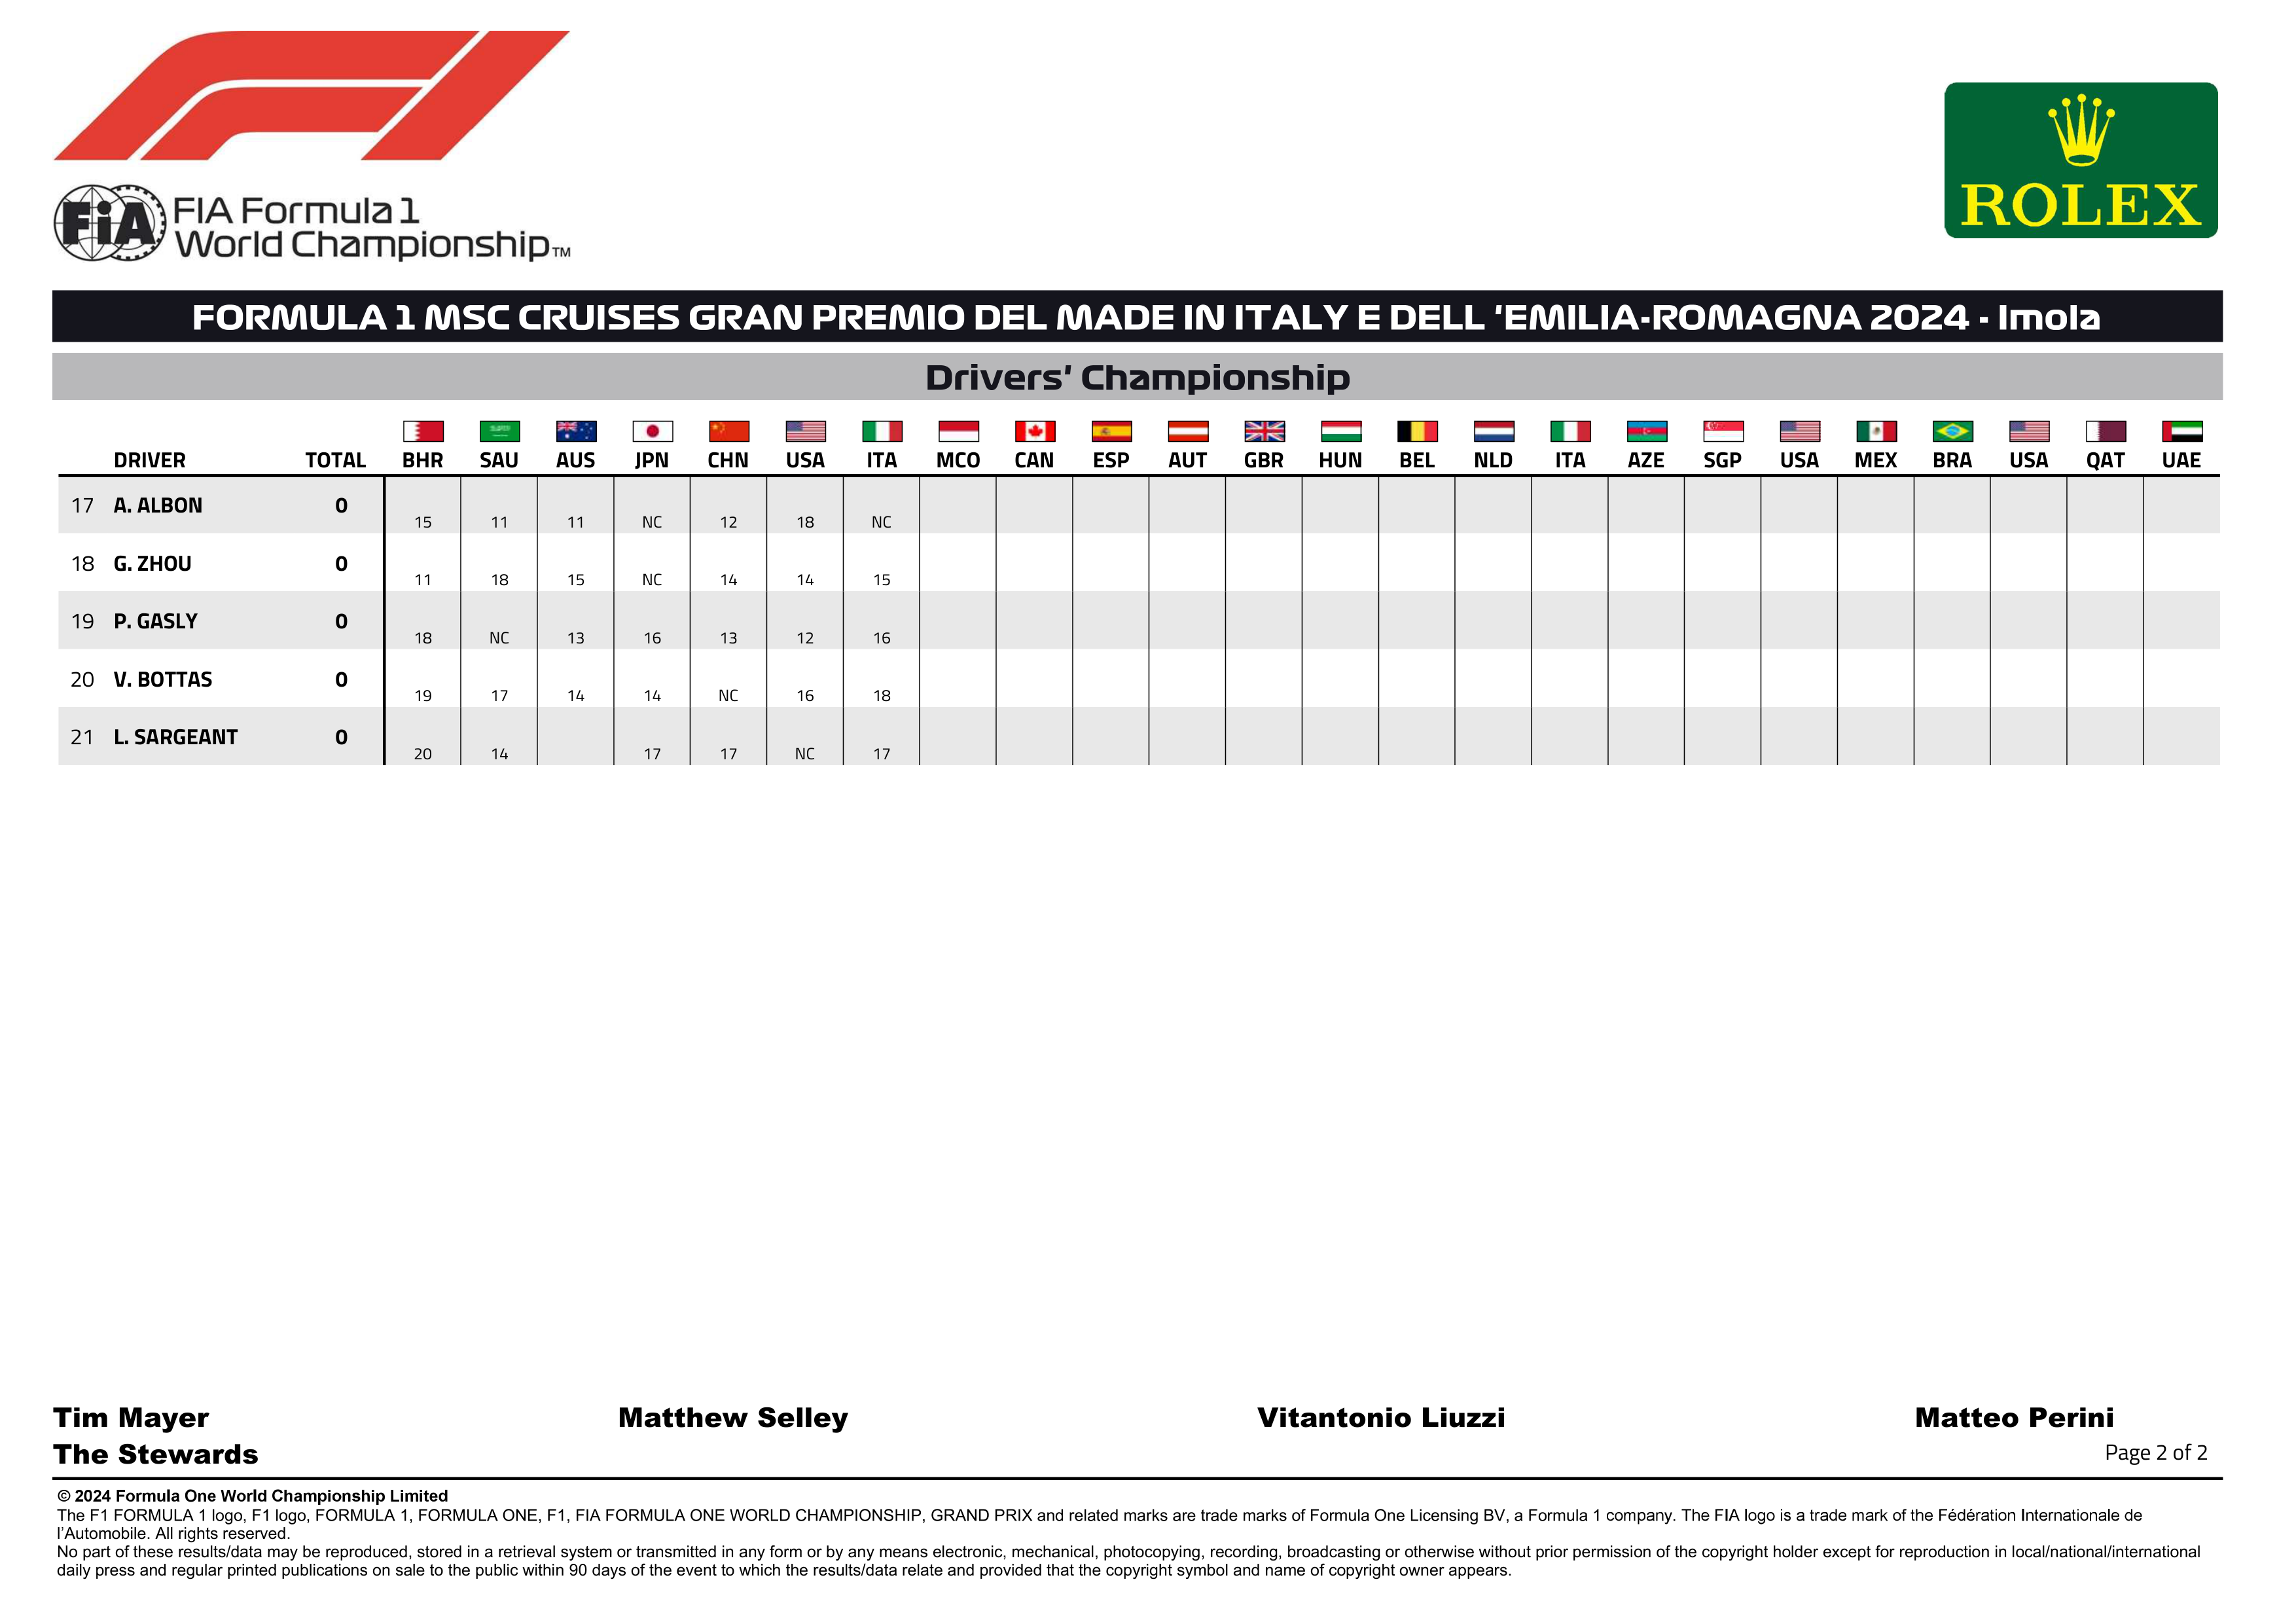 FIA FIA Formula 1
World Championship™
ROLEX
FORMULA 1 MSC CRUISES GRAN PREMIO DEL MADE IN ITALY E DELL 'EMILIA-ROMAGNA 2024 - Imola
Drivers' Championship
DRIVER TOTAL BHR SAU AUS JPN CHN USA ITA MCO CAN ESP AUT GBR HUN BEL NLD ITA AZE SGP USA MEX BRA USA QAT UAE
17 A. ALBON 0 15 11 11 NC 12 18 NC
18 G. ZHOU 0 11 18 15 NC 14 14 15
19 P. GASLY 0 18 NC 13 16 13 12 16
20 V. BOTTAS 0 19 17 14 14 NC 16 18
21 L. SARGEANT 0 20 14 17 17 NC 17
Tim Mayer Matthew Selley Vitantonio Liuzzi Matteo Perini
The Stewards
Page 2 of 2
© 2024 Formula One World Championship Limited
The F1 FORMULA 1 logo, F1 logo, FORMULA 1, FORMULA ONE, F1, FIA FORMULA ONE WORLD CHAMPIONSHIP, GRAND PRIX and related marks are trade marks of Formula One Licensing BV, a Formula 1 company. The FIA logo is a trade mark of the Fédération Internationale de
l'Automobile. All rights reserved.
No part of these results/data may be reproduced, stored in a retrieval system or transmitted in any form or by any means electronic, mechanical, photocopying, recording, broadcasting or otherwise without prior permission of the copyright holder except for reproduction in local/national/international
daily press and regular printed publications on sale to the public within 90 days of the event to which the results/data relate and provided that the copyright symbol and name of copyright owner appears.